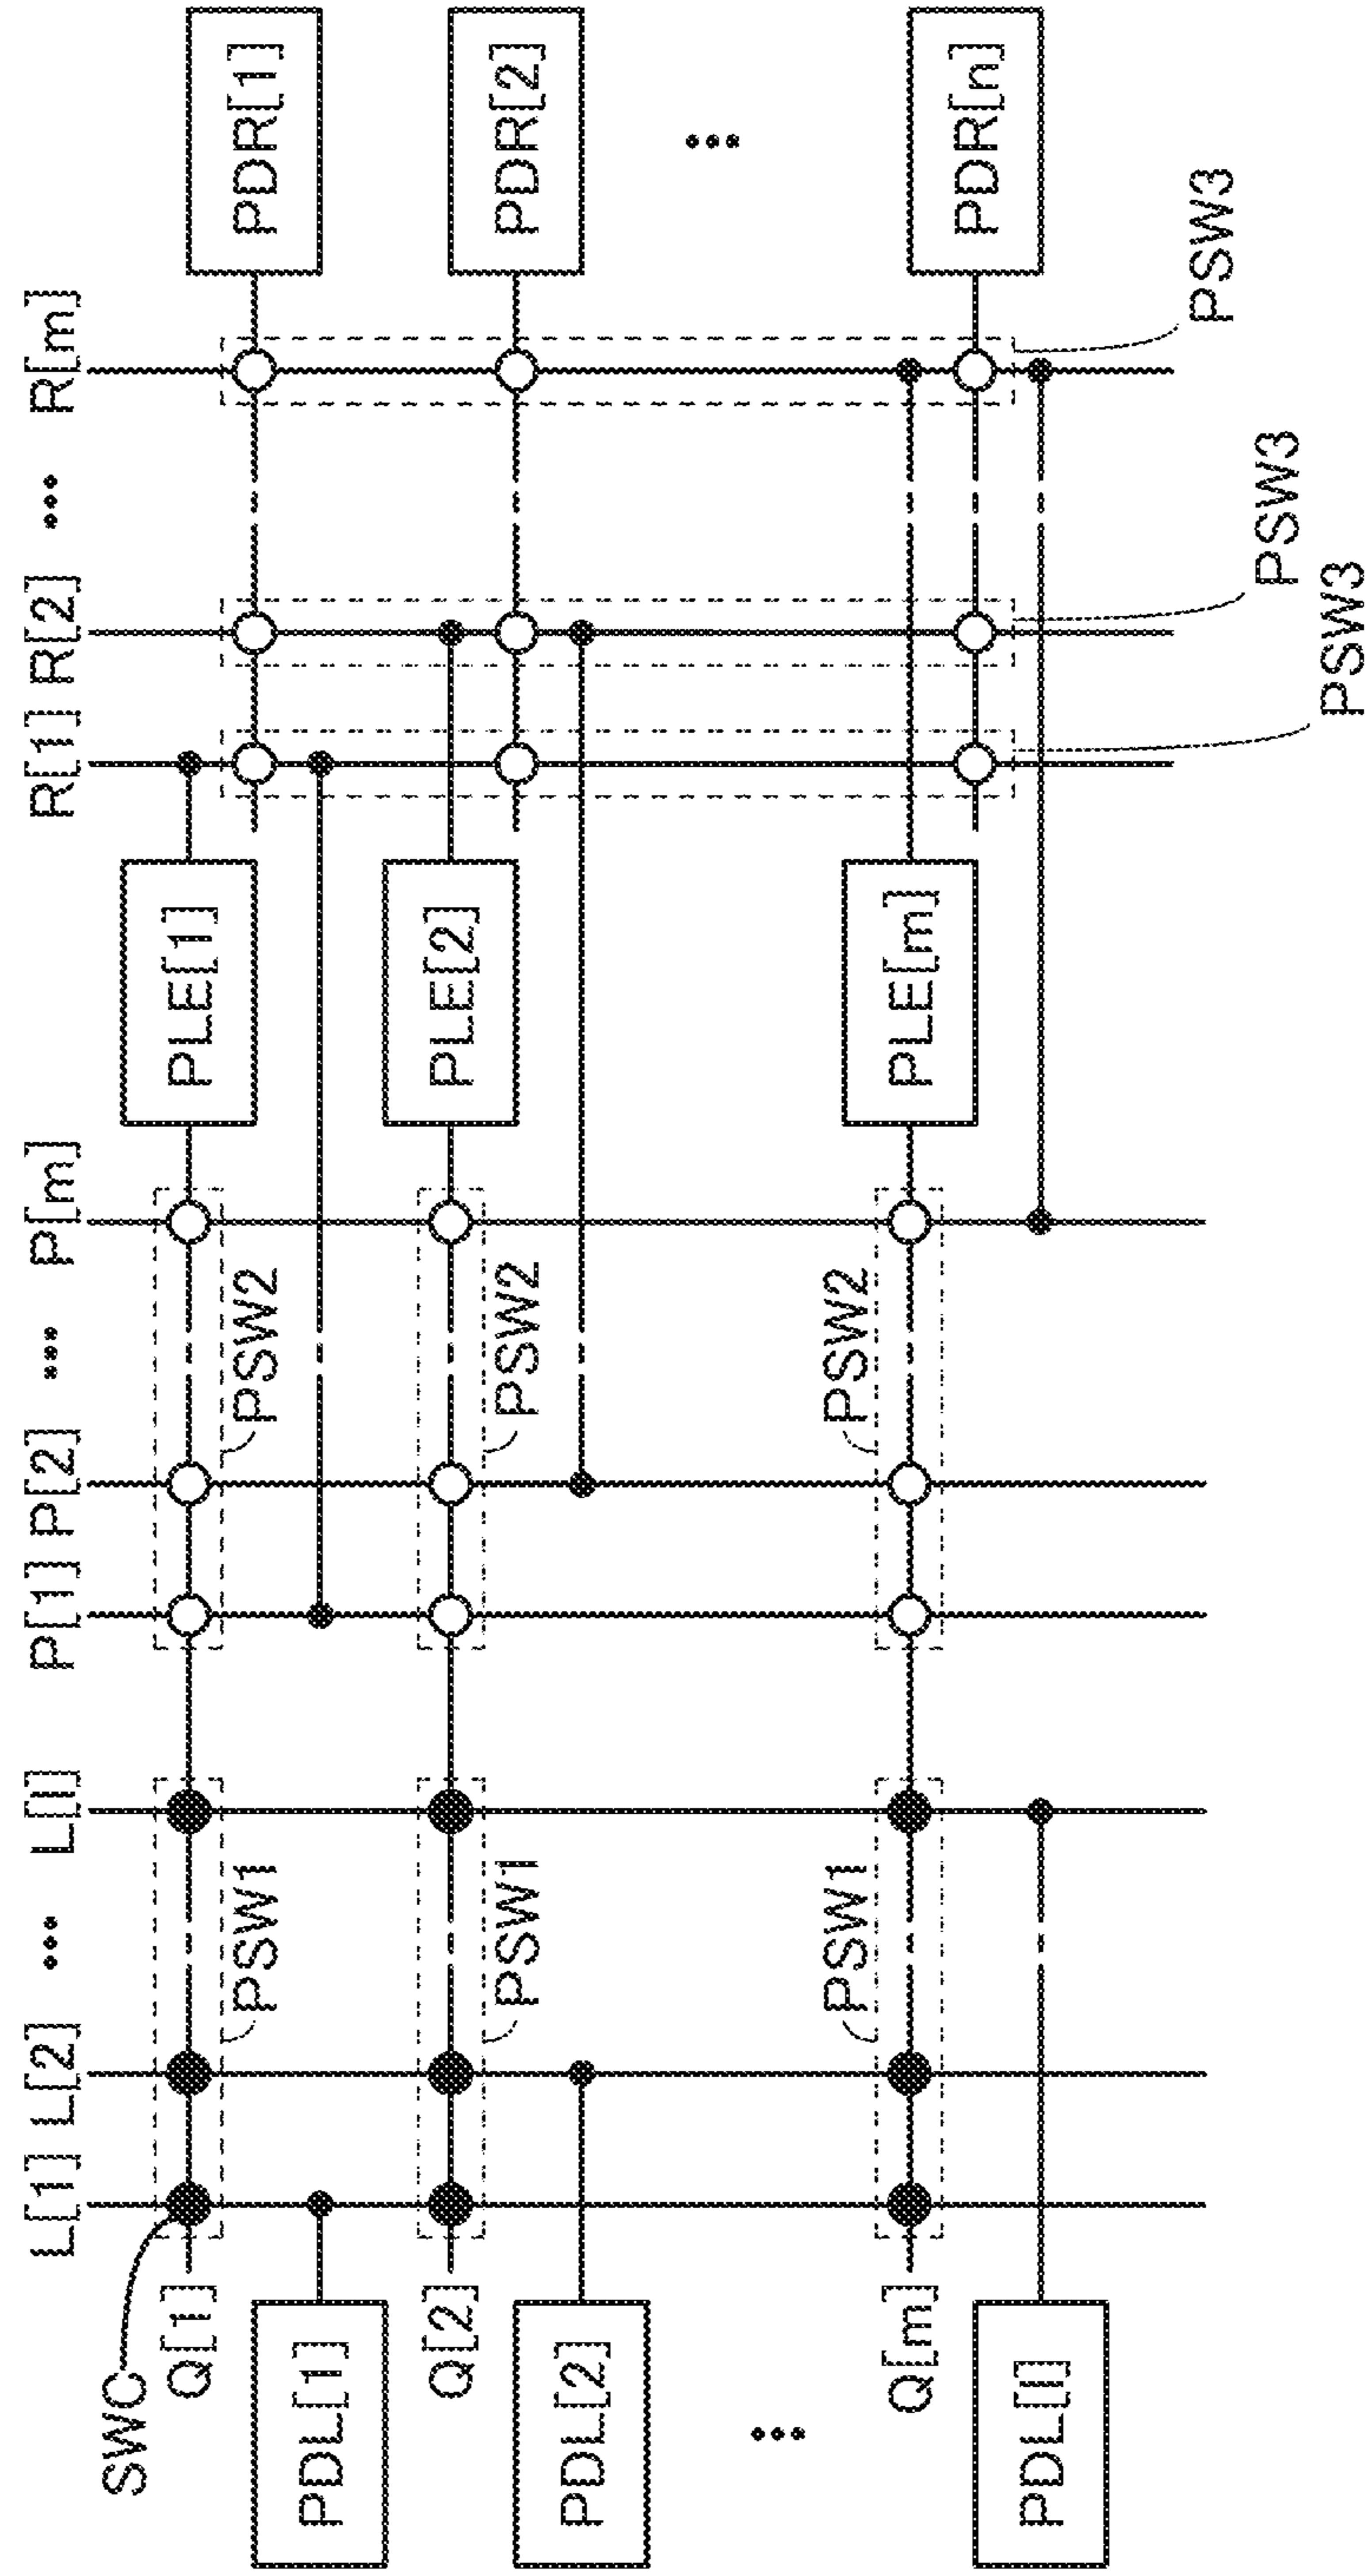 L[1] L[2] ••• L[l] P[1] P[2] ••• P[m] R[1] R[2] ••• R[m]
SWC
Q[1] PLE[1] PDR[1]
PSW1 PSW2
PDL[1]
Q[2] PLE[2] PDR[2]
PSW1 PSW2
PDL[2]
••• •••
PSW1 PSW2
Q[m] PLE[m] PDR[n]
PDL[l]
PSW3
PSW3
PSW3